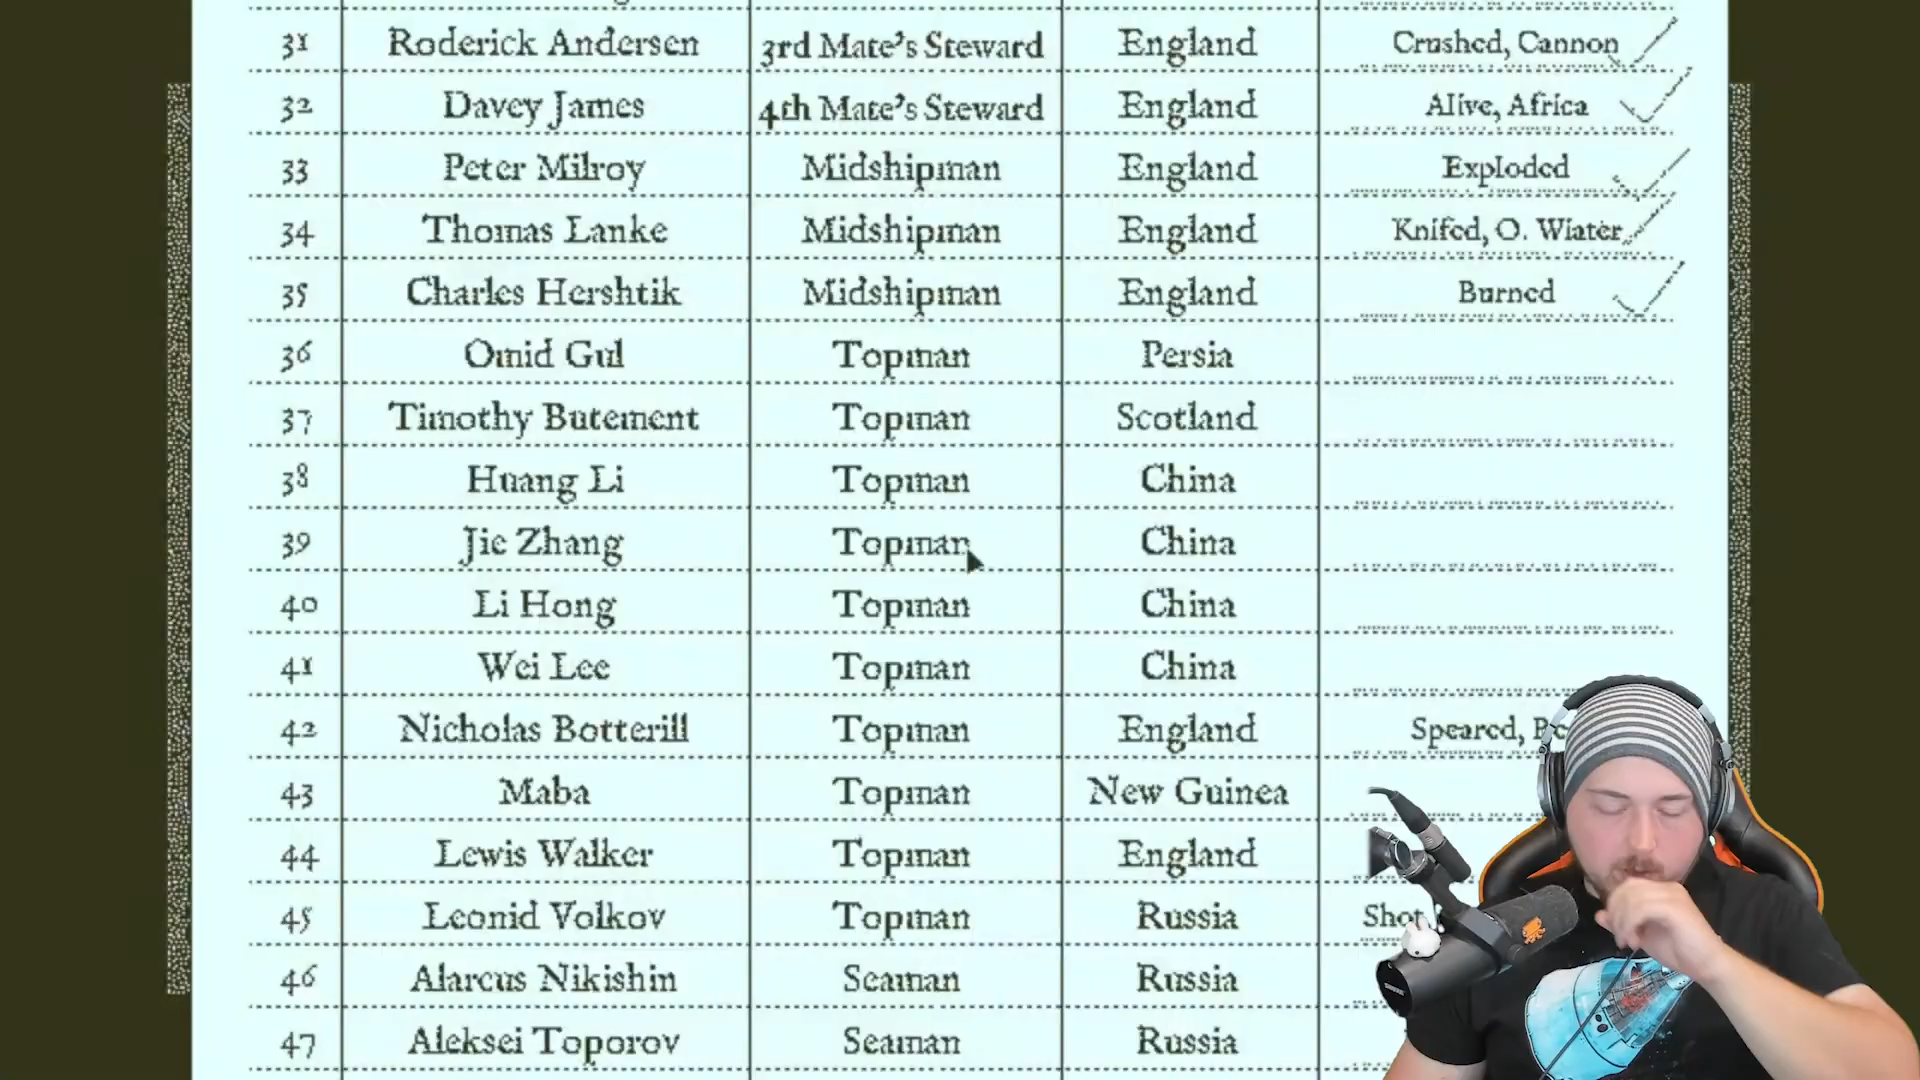 31 Roderick Andersen 3rd Mate's Steward England Crushed, Cannon
32 Davey James 4th Mate's Steward England Alive, Africa
33 Peter Milroy Midshipman England Exploded
34 Thomas Lanke Midshipman England Knifed, O. Wiater
35 Charles Hershtik Midshipman England Burned
36 Omid Gul Topman Persia
37 Timothy Butement Topman Scotland
38 Huang Li Topman China
39 Jie Zhang Topman China
40 Li Hong Topman China
41 Wei Lee Topman China
42 Nicholas Botterill Topman England Speared,
43 Maba Topman New Guinea
44 Lewis Walker Topman England
45 Leonid Volkov Topman Russia Shot
46 Alarcus Nikishin Seaman Russia
47 Aleksei Toporov Seaman Russia